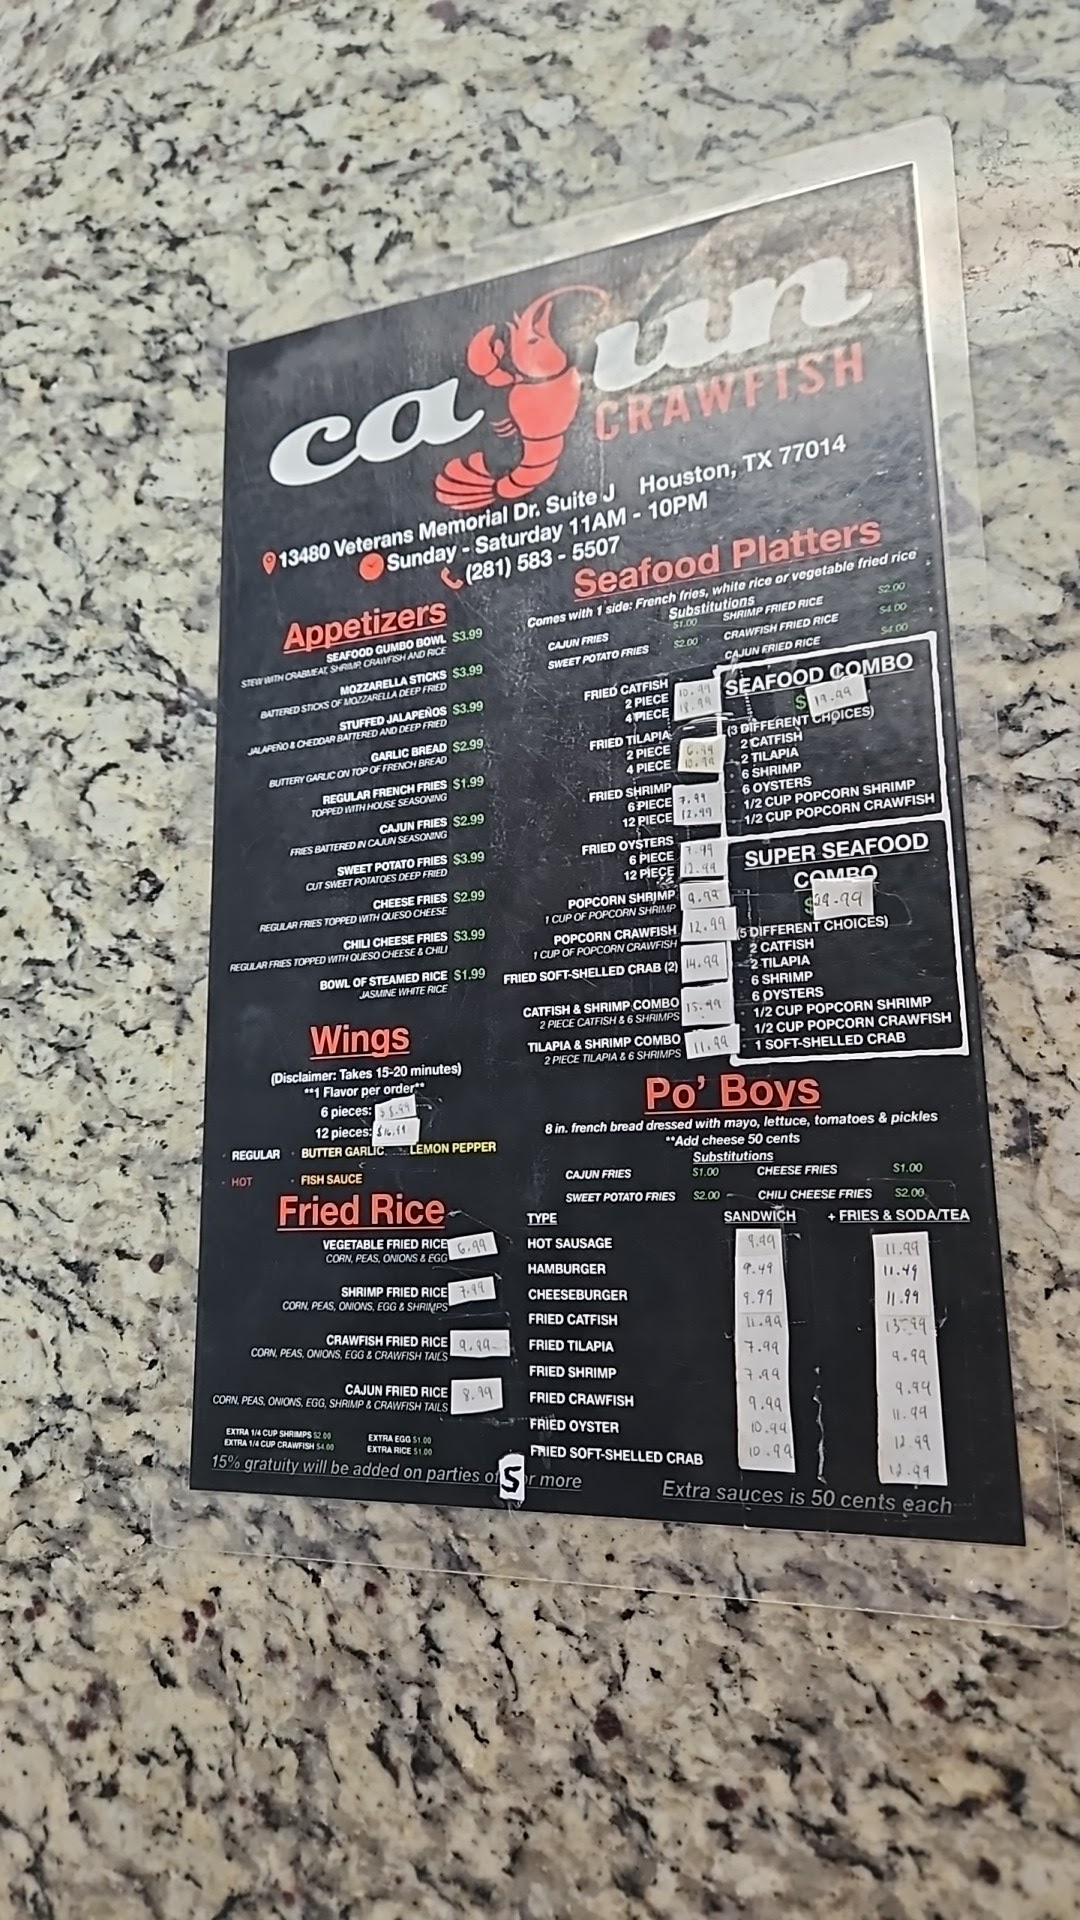 cajun
CRAWFISH
13480 Veterans Memorial Dr. Suite J Houston, TX 77014
Sunday - Saturday 11AM - 10PM
(281) 583 - 5507
Appetizers
SEAFOOD GUMBO BOWL $3.99
STEW WITH CRABMEAT, SHRIMP, CRAWFISH AND RICE
MOZZARELLA STICKS $3.99
BATTERED STICKS OF MOZZARELLA DEEP FRIED
STUFFED JALAPEÑOS $3.99
JALAPEÑO & CHEDDAR BATTERED AND DEEP FRIED
GARLIC BREAD $2.99
BUTTERY GARLIC ON TOP OF FRENCH BREAD
REGULAR FRENCH FRIES $1.99
TOPPED WITH HOUSE SEASONING
CAJUN FRIES $2.99
FRIES BATTERED IN CAJUN SEASONING
SWEET POTATO FRIES $3.99
CUT SWEET POTATOES DEEP FRIED
CHEESE FRIES $2.99
REGULAR FRIES TOPPED WITH QUESO CHEESE
CHILI CHEESE FRIES $3.99
REGULAR FRIES TOPPED WITH QUESO CHEESE & CHILI
BOWL OF STEAMED RICE $1.99
JASMINE WHITE RICE
Wings
(Disclaimer: Takes 15-20 minutes)
**1 Flavor per order**
6 pieces: $8.99
12 pieces: $16.99
REGULAR · BUTTER GARLIC LEMON PEPPER
· HOT · FISH SAUCE
Fried Rice
VEGETABLE FRIED RICE 6.99
CORN, PEAS, ONIONS & EGG
SHRIMP FRIED RICE 7.99
CORN, PEAS, ONIONS, EGG & SHRIMPS
CRAWFISH FRIED RICE 9.99
CORN, PEAS, ONIONS, EGG & CRAWFISH TAILS
CAJUN FRIED RICE 8.99
CORN, PEAS, ONIONS, EGG, SHRIMP & CRAWFISH TAILS
EXTRA 1/4 CUP SHRIMPS $2.00 EXTRA EGG $1.00
EXTRA 1/4 CUP CRAWFISH $4.00 EXTRA RICE $1.00
15% gratuity will be added on parties of 5 or more
Seafood Platters
Comes with 1 side: French fries, white rice or vegetable fried rice
Substitutions
CAJUN FRIES $1.00 SHRIMP FRIED RICE $2.00
SWEET POTATO FRIES $2.00 CRAWFISH FRIED RICE $4.00
CAJUN FRIED RICE $4.00
FRIED CATFISH
2 PIECE 10.99
4 PIECE 18.99
FRIED TILAPIA
2 PIECE 6.99
4 PIECE 10.99
FRIED SHRIMP
6 PIECE 7.99
12 PIECE 12.99
FRIED OYSTERS
6 PIECE 7.99
12 PIECE 12.99
POPCORN SHRIMP 9.99
1 CUP OF POPCORN SHRIMP
POPCORN CRAWFISH 12.99
1 CUP OF POPCORN CRAWFISH
FRIED SOFT-SHELLED CRAB (2) 14.99
CATFISH & SHRIMP COMBO 15.99
2 PIECE CATFISH & 6 SHRIMPS
TILAPIA & SHRIMP COMBO 11.99
2 PIECE TILAPIA & 6 SHRIMPS
SEAFOOD COMBO
$19.99
(3 DIFFERENT CHOICES)
· 2 CATFISH
· 2 TILAPIA
· 6 SHRIMP
· 6 OYSTERS
· 1/2 CUP POPCORN SHRIMP
· 1/2 CUP POPCORN CRAWFISH
SUPER SEAFOOD
COMBO
$29.99
(5 DIFFERENT CHOICES)
· 2 CATFISH
· 2 TILAPIA
· 6 SHRIMP
· 6 OYSTERS
· 1/2 CUP POPCORN SHRIMP
· 1/2 CUP POPCORN CRAWFISH
· 1 SOFT-SHELLED CRAB
Po' Boys
8 in. french bread dressed with mayo, lettuce, tomatoes & pickles
**Add cheese 50 cents
Substitutions
CAJUN FRIES $1.00 CHEESE FRIES $1.00
SWEET POTATO FRIES $2.00 CHILI CHEESE FRIES $2.00
TYPE SANDWICH + FRIES & SODA/TEA
HOT SAUSAGE 9.99 11.99
HAMBURGER 9.49 11.49
CHEESEBURGER 9.99 11.99
FRIED CATFISH 11.99 13.99
FRIED TILAPIA 7.99 9.99
FRIED SHRIMP 7.99 9.99
FRIED CRAWFISH 9.99 11.99
FRIED OYSTER 10.99 12.99
FRIED SOFT-SHELLED CRAB 10.99 12.99
Extra sauces is 50 cents each